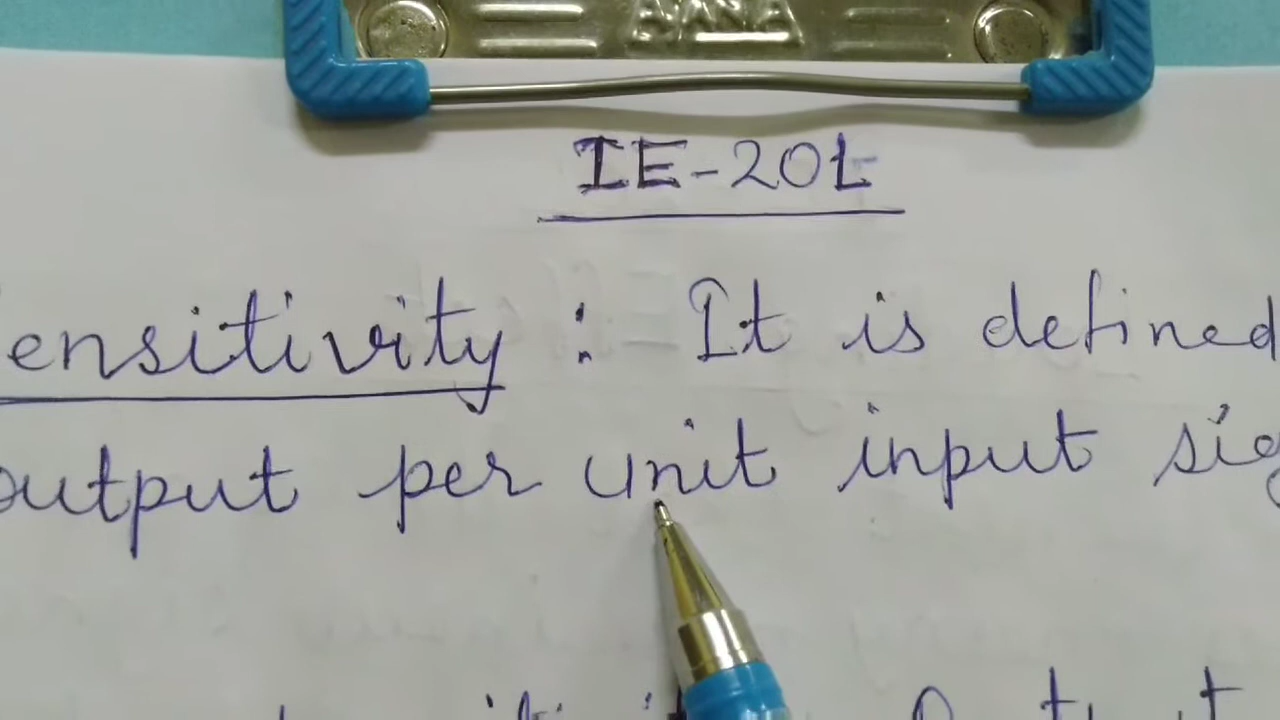 IE-201
ensitivity : It is defined
output per unit input sig